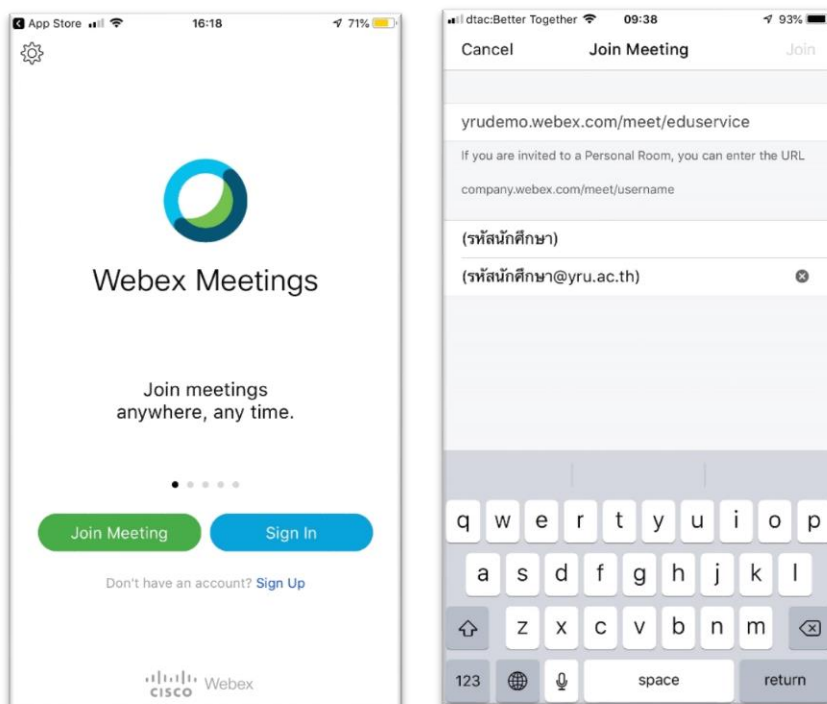 App Store
16:18
71%
Webex Meetings
Join meetings
anywhere, any time.
Join Meeting
Sign In
Don't have an account? Sign Up
CISCO Webex
dtac:Better Together
09:38
93%
Cancel
Join Meeting
Join
yrudemo.webex.com/meet/eduservice
If you are invited to a Personal Room, you can enter the URL
company.webex.com/meet/username
(รหัสนักศึกษา)
(รหัสนักศึกษา@yru.ac.th)
q w e r t y u i o p
a s d f g h j k l
z x c v b n m
123
space
return